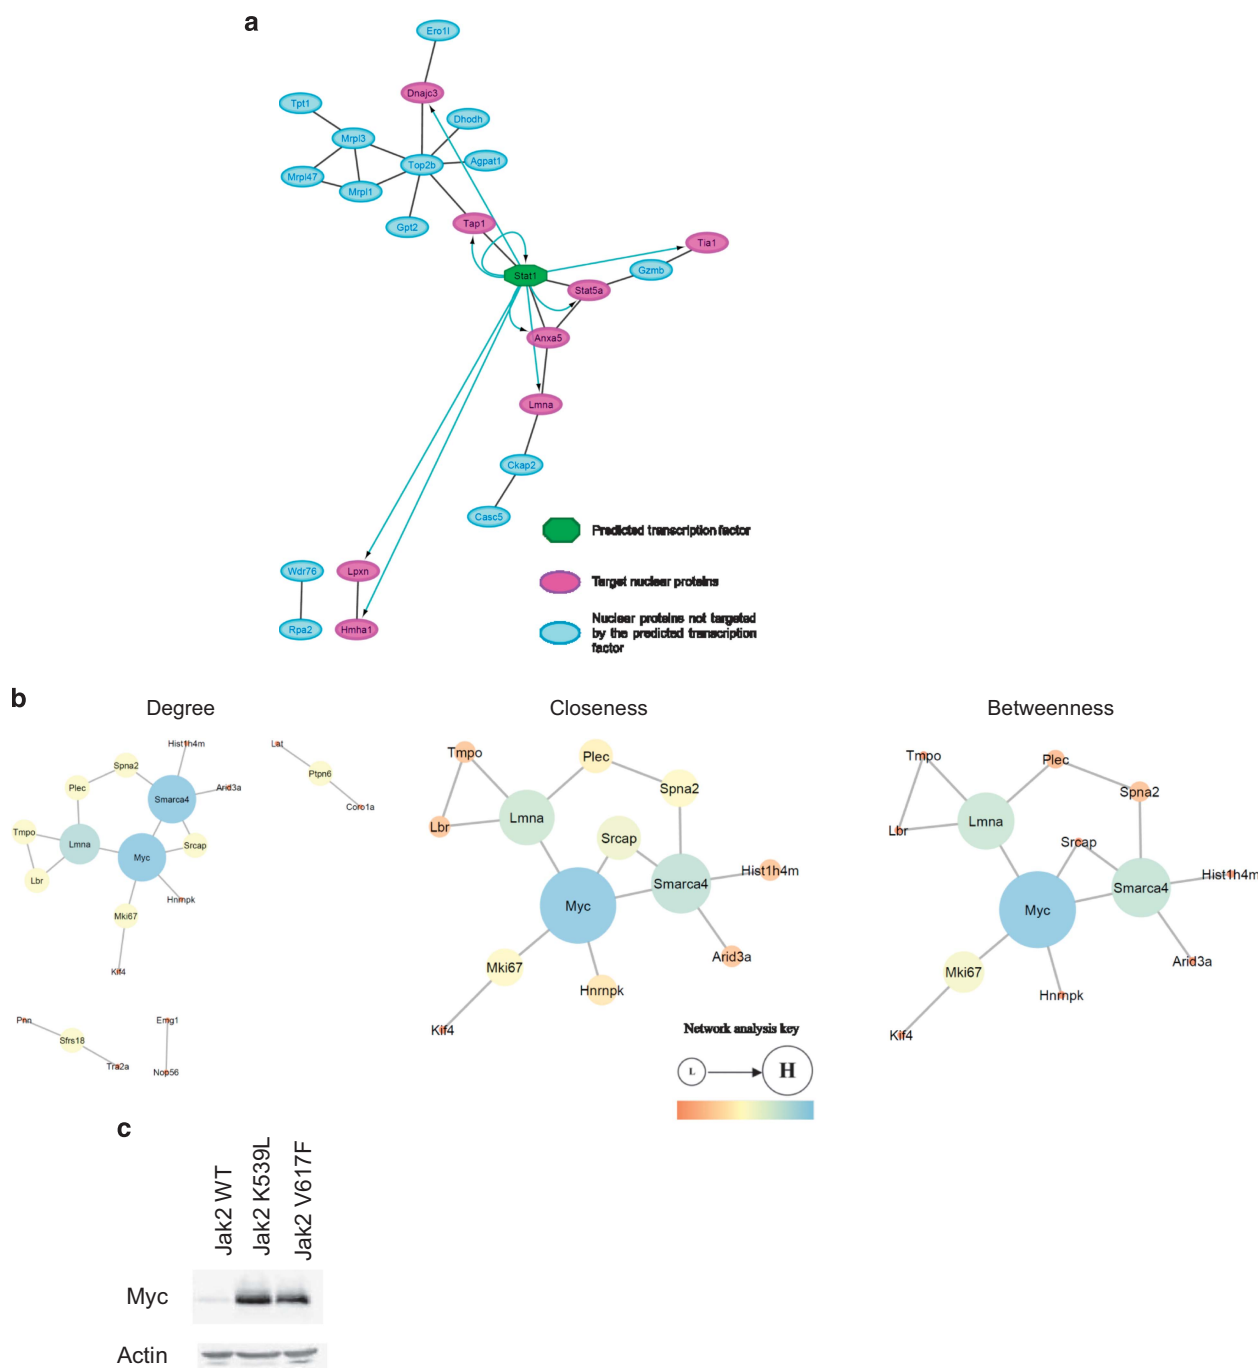 a
Ero1l
Dnajc3
Tpt1
Dhodh
Mrpl3
Top2b
Agpat1
Mrpl47
Mrpl1
Gpt2
Tap1
Tia1
Stat1
Gzmb
Stat5a
Anxa5
Lmna
Ckap2
Casc5
Predicted transcription factor
Wdr76
Lpxn
Target nuclear proteins
Rpa2
Hmha1
Nuclear proteins not targeted
by the predicted transcription
factor
b
Degree
Hist1h4m
Spna2
Plec
Smarca4
Arid3a
Tmpo
Lmna
Myc
Srcap
Lbr
Hnrnpk
Mki67
Kif4
Lat
Ptpn6
Coro1a
Pnn
Sfrs18
Tra2a
Emg1
Nop56
Closeness
Tmpo
Plec
Spna2
Lmna
Lbr
Srcap
Smarca4
Hist1h4m
Myc
Arid3a
Mki67
Hnrnpk
Kif4
Network analysis key
L
H
Betweenness
Tmpo
Plec
Spna2
Lmna
Lbr
Srcap
Smarca4
Hist1h4m
Myc
Arid3a
Mki67
Hnrnpk
Kif4
c
Jak2 WT
Jak2 K539L
Jak2 V617F
Myc
Actin